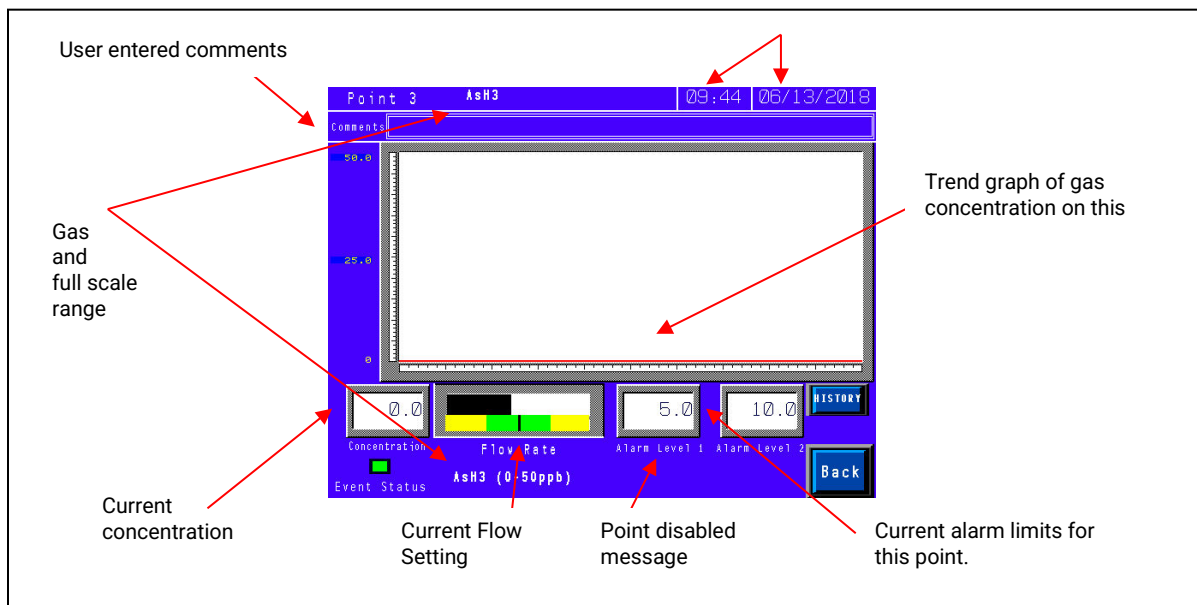 User entered comments
Point 3 AsH3 09:44 06/13/2018
Comments
50.0
25.0
0
Trend graph of gas
concentration on this
Gas
and
full scale
range
0.0 5.0 10.0 HISTORY
Concentration Flow Rate Alarm Level 1 Alarm Level 2
AsH3 (0-50ppb) Back
Event Status
Current
concentration
Current Flow
Setting
Point disabled
message
Current alarm limits for
this point.